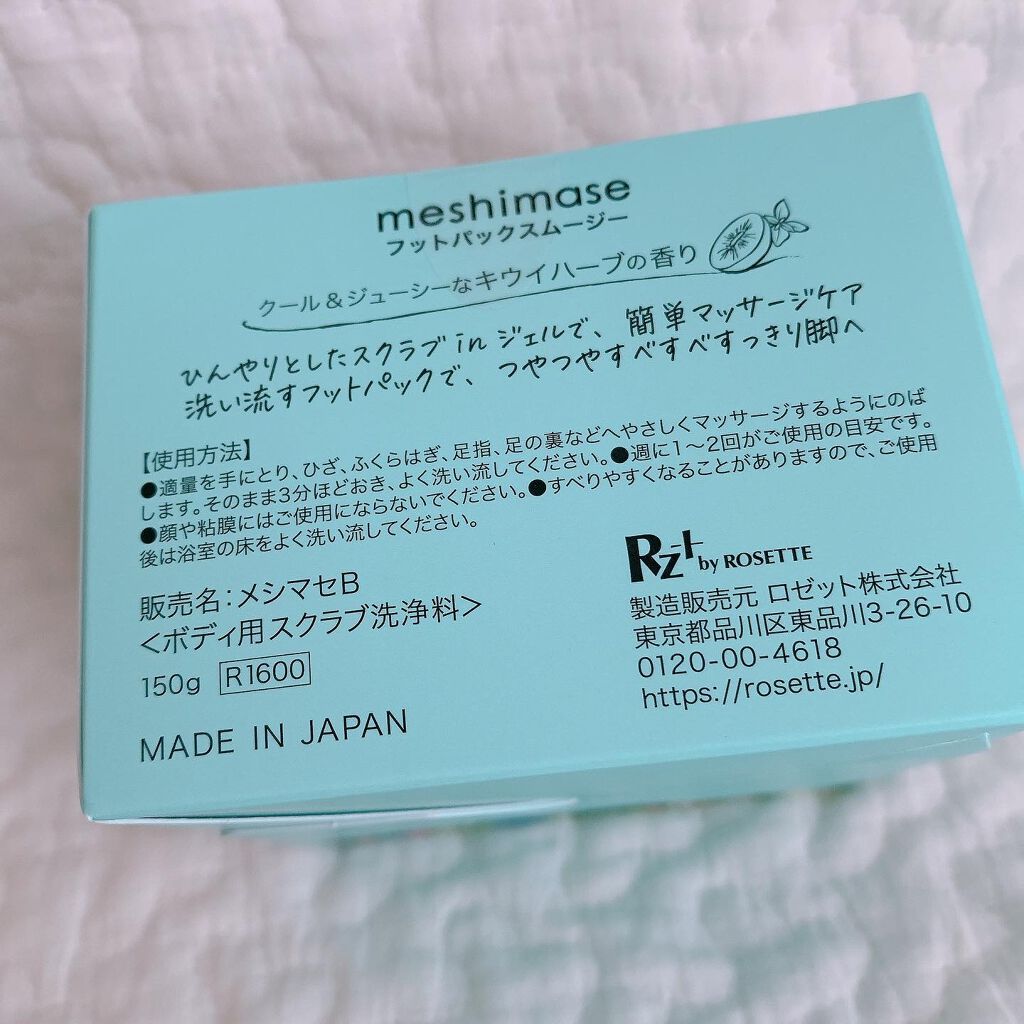 meshimase
フットパックスムージー
クール＆ジューシーなキウイハーブの香り
ひんやりとしたスクラブinジェルで、簡単マッサージケア
洗い流すフットパックで、つやつやすべすべすっきり脚へ
【使用方法】
●適量を手にとり、ひざ、ふくらはぎ、足指、足の裏などへやさしくマッサージするようにのば
します。そのまま3分ほどおき、よく洗い流してください。●週に1～2回がご使用の目安です。
●顔や粘膜にはご使用にならないでください。●すべりやすくなることがありますので、ご使用
後は浴室の床をよく洗い流してください。
販売名：メシマセB
＜ボディ用スクラブ洗浄料＞
150g R1600
MADE IN JAPAN
Rz+ by ROSETTE
製造販売元 ロゼット株式会社
東京都品川区東品川3-26-10
0120-00-4618
https://rosette.jp/